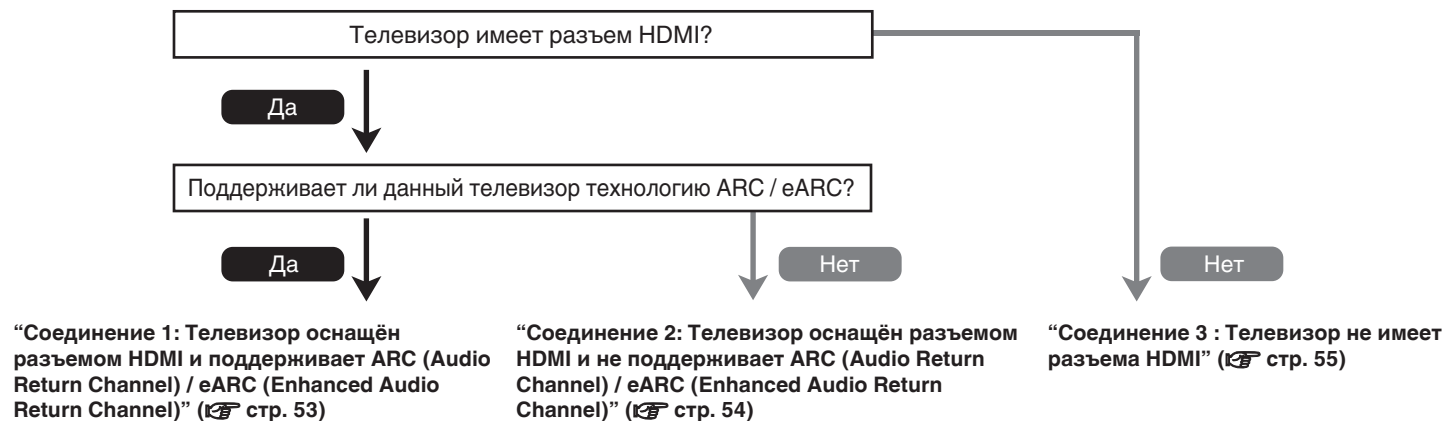 Телевизор имеет разъем HDMI?
Да
Поддерживает ли данный телевизор технологию ARC / eARC?
Да
Нет
Нет
“Соединение 1: Телевизор оснащён
разъемом HDMI и поддерживает ARC (Audio
Return Channel) / eARC (Enhanced Audio
Return Channel)” (стр. 53)
“Соединение 2: Телевизор оснащён разъемом
HDMI и не поддерживает ARC (Audio Return
Channel) / eARC (Enhanced Audio Return
Channel)” (стр. 54)
“Соединение 3 : Телевизор не имеет
разъема HDMI” (стр. 55)